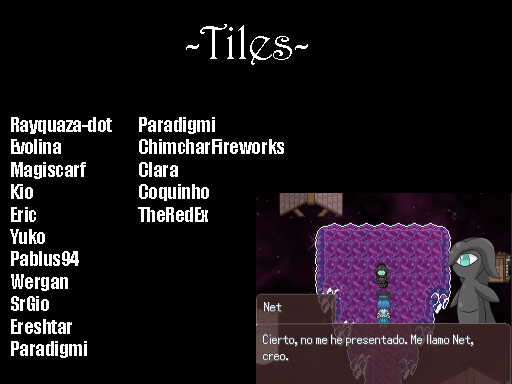 ~Tiles~
Rayquaza-dot
Evolina
Magiscarf
Kio
Eric
Yuko
Pablus94
Wergan
SrGio
Ereshtar
Paradigmi
Paradigmi
ChimcharFireworks
Clara
Coquinho
TheRedEx
Net
Cierto, no me he presentado. Me llamo Net,
creo.